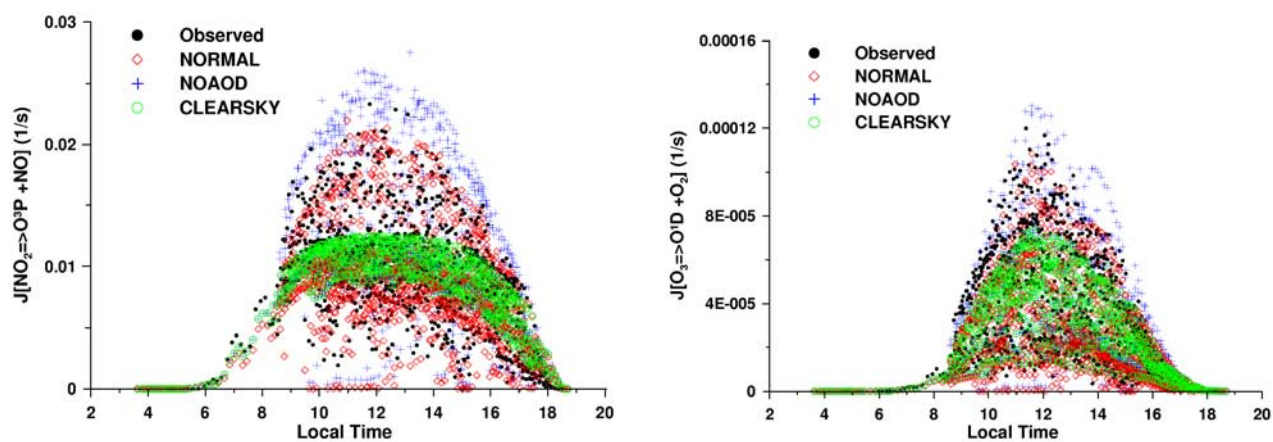 J[NO₂=>O³P +NO] (1/s)
0.03
0.02
0.01
0
Observed
NORMAL
NOAOD
CLEARSKY
2 4 6 8 10 12 14 16 18 20
Local Time
J[O₃=>O¹D +O₂] (1/s)
0.00016
0.00012
8E-005
4E-005
0
Observed
NORMAL
NOAOD
CLEARSKY
2 4 6 8 10 12 14 16 18 20
Local Time